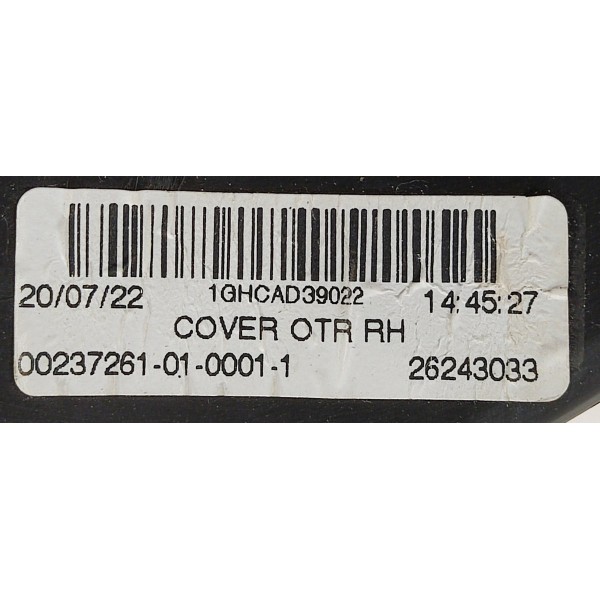 20/07/22 1GHCAD39022 14:45:27
COVER OTR RH
00237261-01-0001-1 26243033